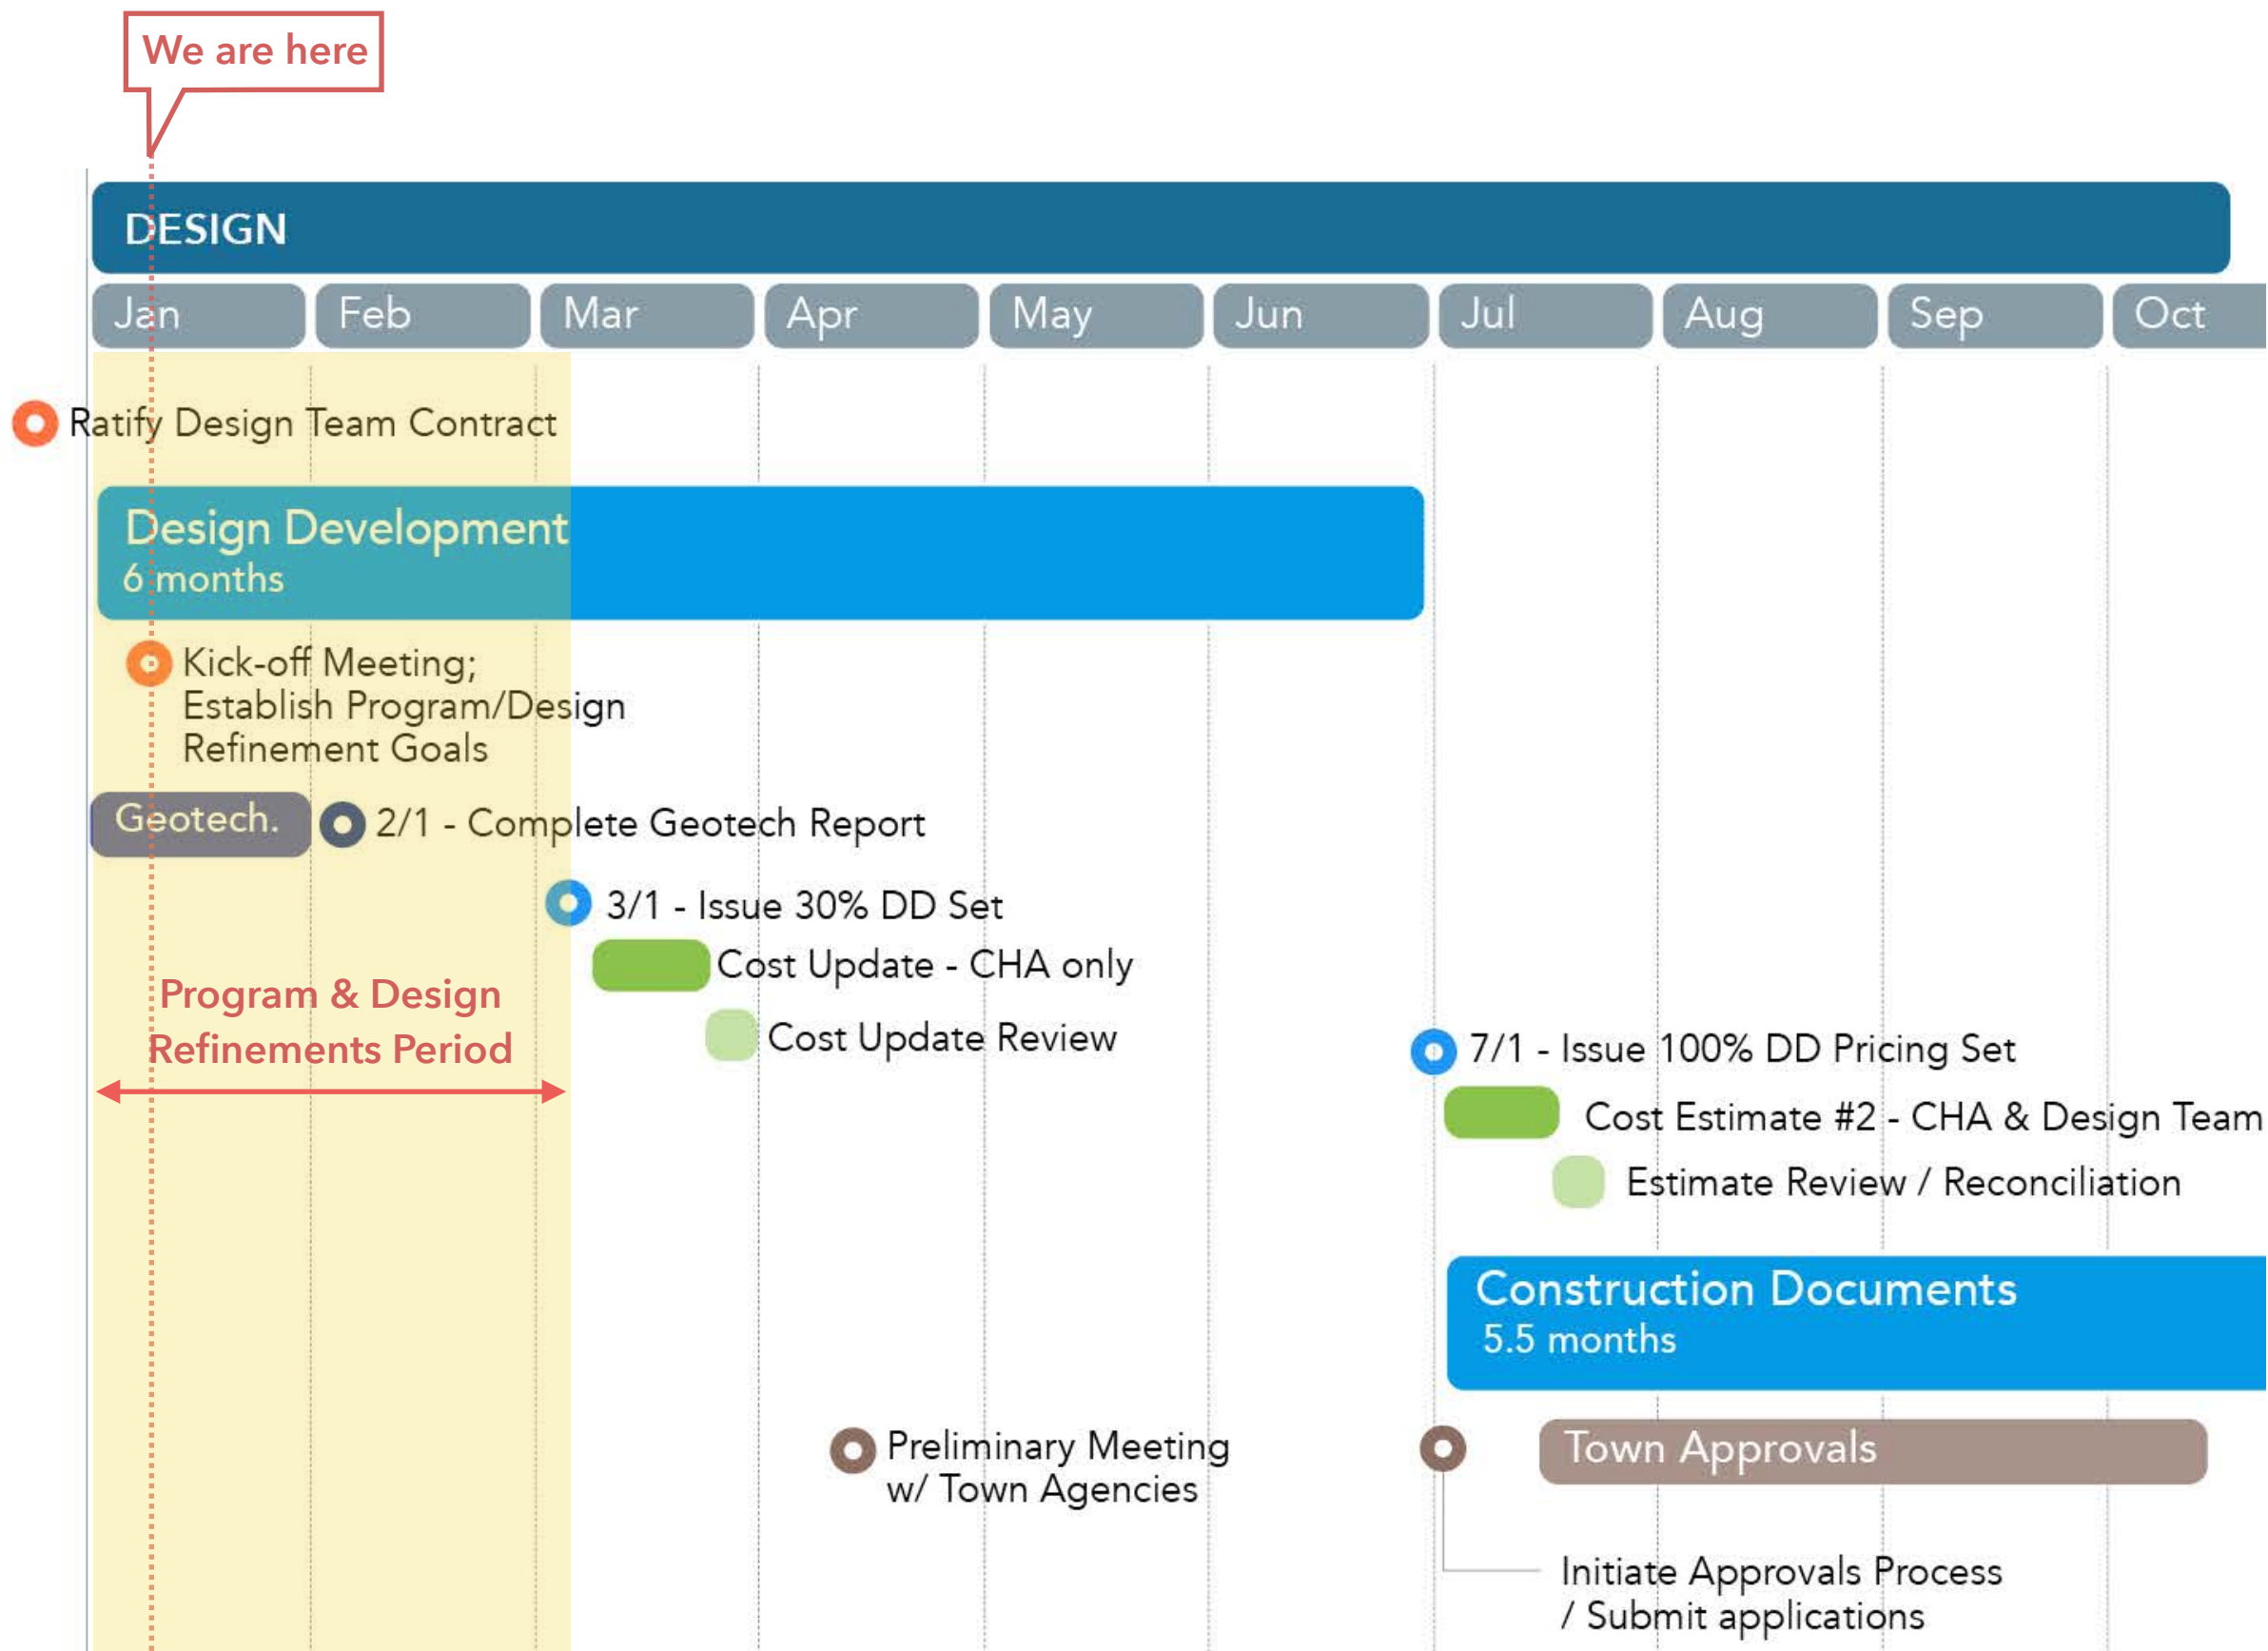 We are here
DESIGN
Jan
Feb
Mar
Apr
May
Jun
Jul
Aug
Sep
Oct
Ratify Design Team Contract
Design Development
6 months
Kick-off Meeting;
Establish Program/Design
Refinement Goals
Geotech.
2/1 - Complete Geotech Report
3/1 - Issue 30% DD Set
Cost Update - CHA only
Program & Design
Refinements Period
Cost Update Review
7/1 - Issue 100% DD Pricing Set
Cost Estimate #2 - CHA & Design Team
Estimate Review / Reconciliation
Construction Documents
5.5 months
Preliminary Meeting
w/ Town Agencies
Town Approvals
Initiate Approvals Process
/ Submit applications